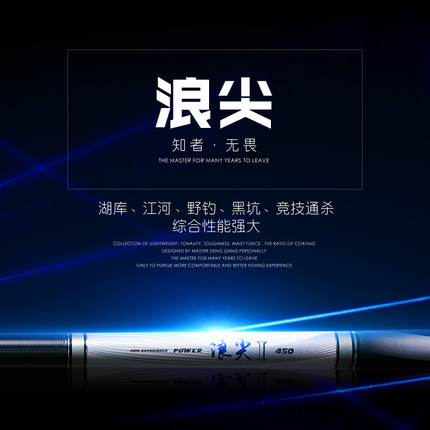 浪尖
知者·无畏
THE MASTER FOR MANY YEARS TO LEAVE
湖库、江河、野钓、黑坑、竞技通杀
综合性能强大
COLLECTION OF LIGHTWEIGHT, TONALITY, TOUGHNESS, WAIST FORCE, THE RATIO OF COATING
DESIGNED BY MASTER DENG GANG PERSONALLY
THE MASTER FOR MANY YEARS TO LEAVE
ONLY TO PURSUE MORE COMFORTABLE AND BETTER FISHING EXPERIENCE
NEW EXPERIENCE POWER 浪尖 I 450